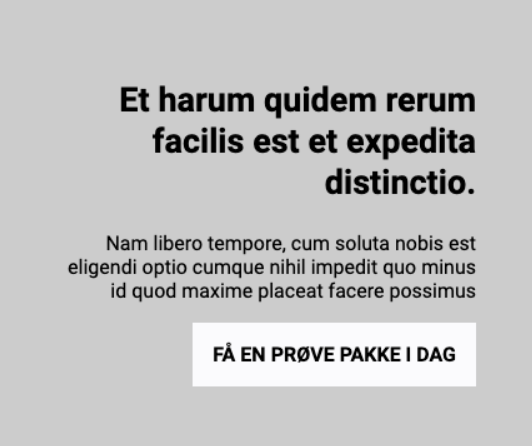 Et harum quidem rerum
facilis est et expedita
distinctio.
Nam libero tempore, cum soluta nobis est
eligendi optio cumque nihil impedit quo minus
id quod maxime placeat facere possimus
FÅ EN PRØVE PAKKE I DAG